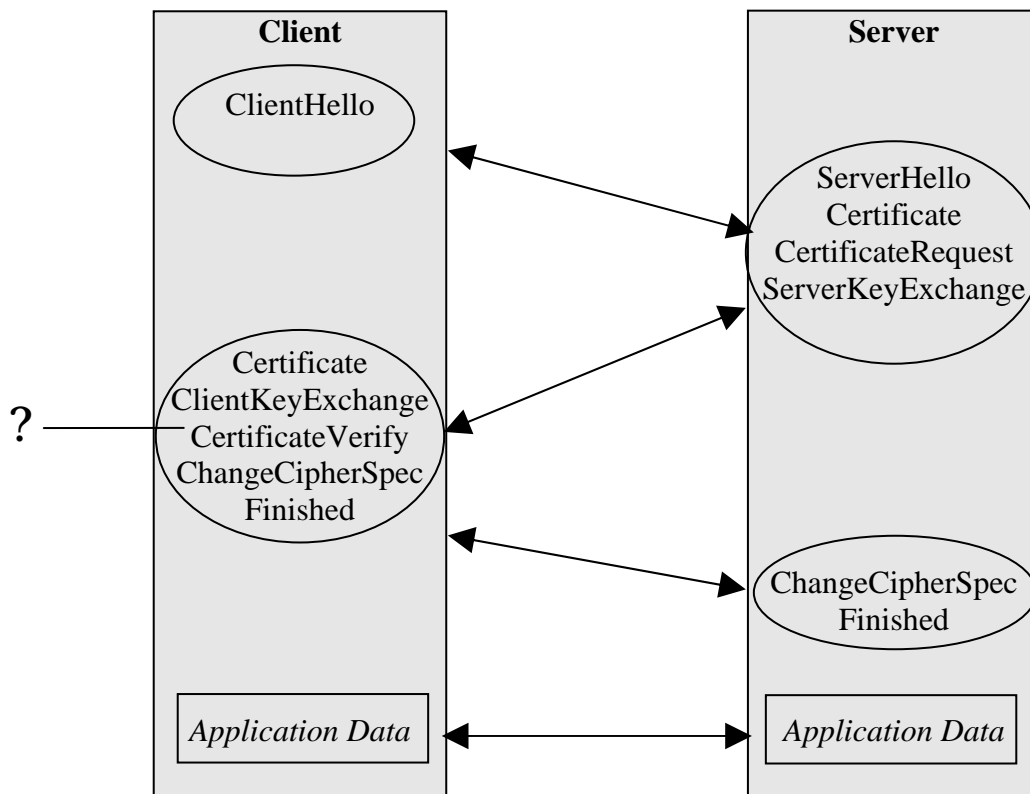 Client
ClientHello
Server
ServerHello
Certificate
CertificateRequest
ServerKeyExchange
?
Certificate
ClientKeyExchange
CertificateVerify
ChangeCipherSpec
Finished
ChangeCipherSpec
Finished
Application Data
Application Data